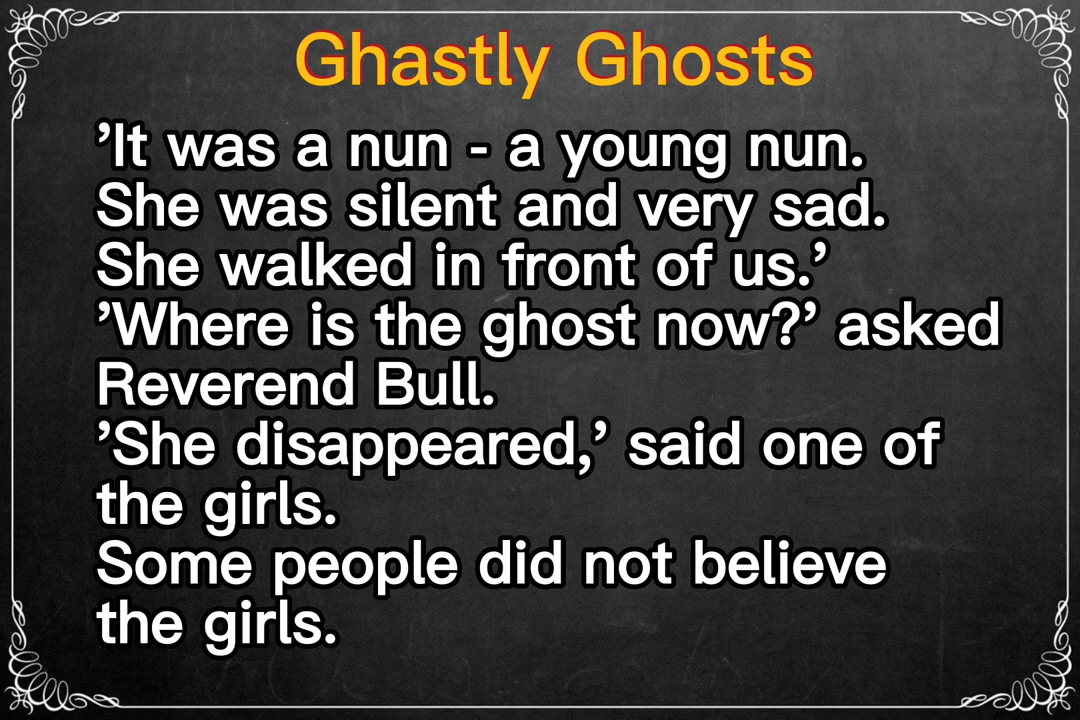 Ghastly Ghosts
’It was a nun - a young nun.
She was silent and very sad.
She walked in front of us.’
’Where is the ghost now?’ asked
Reverend Bull.
’She disappeared,’ said one of
the girls.
Some people did not believe
the girls.